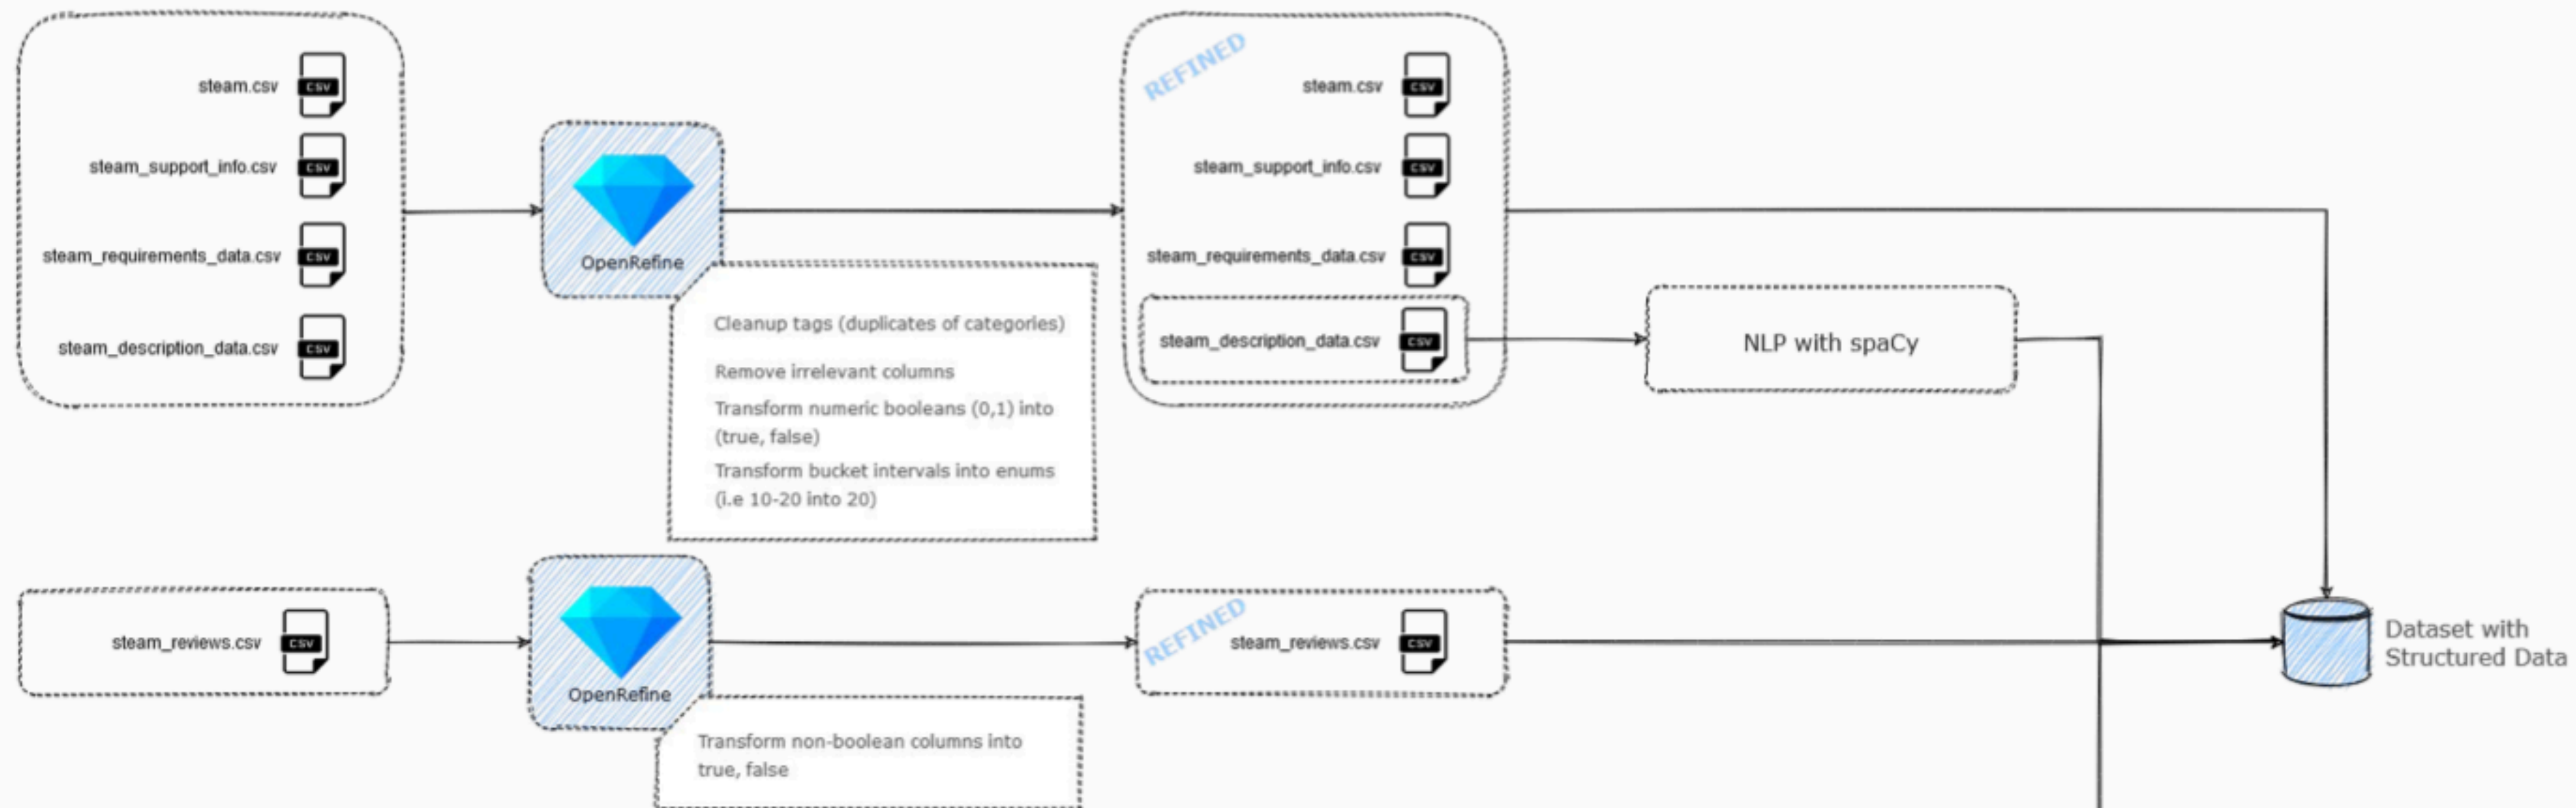 steam.csv
CSV
steam_support_info.csv
CSV
steam_requirements_data.csv
CSV
steam_description_data.csv
CSV
OpenRefine
Cleanup tags (duplicates of categories)
Remove irrelevant columns
Transform numeric booleans (0,1) into
(true, false)
Transform bucket intervals into enums
(i.e 10-20 into 20)
REFINED
steam.csv
CSV
steam_support_info.csv
CSV
steam_requirements_data.csv
CSV
steam_description_data.csv
CSV
NLP with spaCy
steam_reviews.csv
CSV
OpenRefine
Transform non-boolean columns into
true, false
REFINED
steam_reviews.csv
CSV
Dataset with
Structured Data